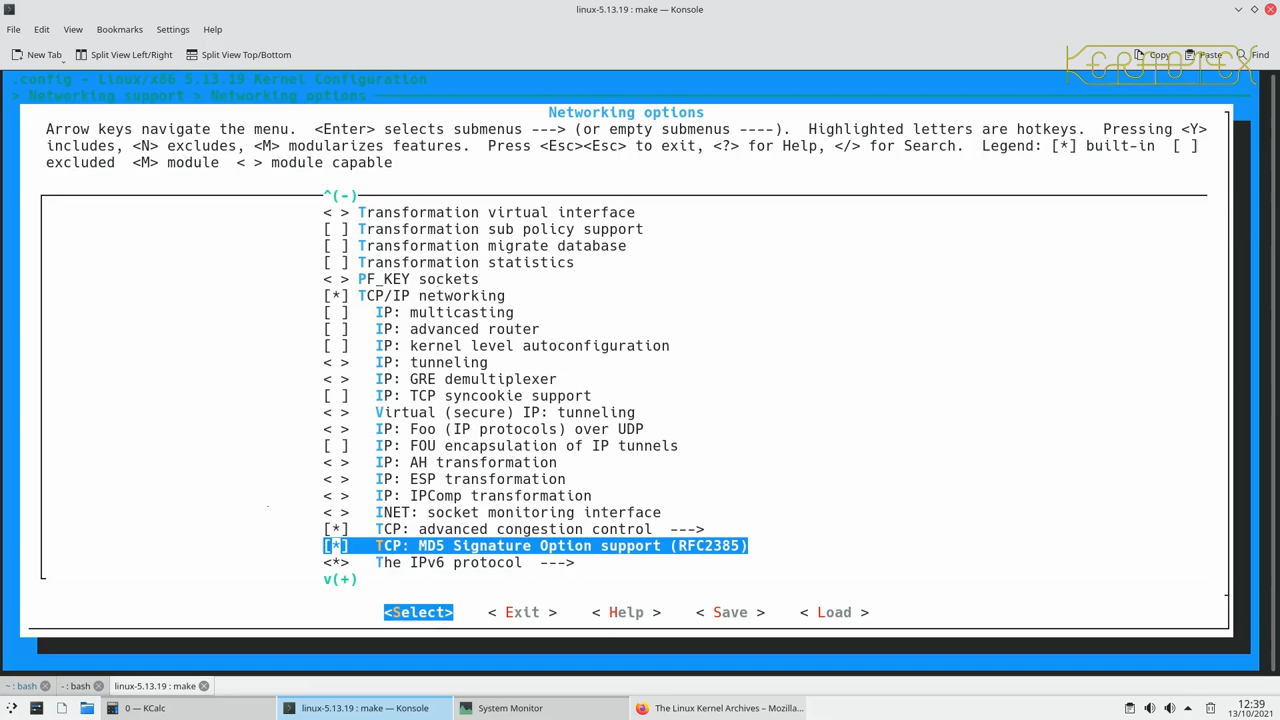 linux-5.13.19 : make — Konsole
File Edit View Bookmarks Settings Help
New Tab Split View Left/Right Split View Top/Bottom Copy Paste Find
KERNOTEX
.config - Linux/x86 5.13.19 Kernel Configuration
> Networking support > Networking options
Networking options
Arrow keys navigate the menu. <Enter> selects submenus ---> (or empty submenus ----). Highlighted letters are hotkeys. Pressing <Y>
includes, <N> excludes, <M> modularizes features. Press <Esc><Esc> to exit, <?> for Help, </> for Search. Legend: [*] built-in [ ]
excluded <M> module < > module capable
^(-)
< > Transformation virtual interface
[ ] Transformation sub policy support
[ ] Transformation migrate database
[ ] Transformation statistics
< > PF_KEY sockets
[*] TCP/IP networking
[ ] IP: multicasting
[ ] IP: advanced router
[ ] IP: kernel level autoconfiguration
< > IP: tunneling
< > IP: GRE demultiplexer
[ ] IP: TCP syncookie support
< > Virtual (secure) IP: tunneling
< > IP: Foo (IP protocols) over UDP
[ ] IP: FOU encapsulation of IP tunnels
< > IP: AH transformation
< > IP: ESP transformation
< > IP: IPComp transformation
< > INET: socket monitoring interface
[*] TCP: advanced congestion control --->
[*] TCP: MD5 Signature Option support (RFC2385)
<*> The IPv6 protocol --->
v(+)
<Select> < Exit > < Help > < Save > < Load >
~ : bash - : bash linux-5.13.19 : make
0 — KCalc linux-5.13.19 : make — Konsole System Monitor The Linux Kernel Archives – Mozilla... 12:39
13/10/2021